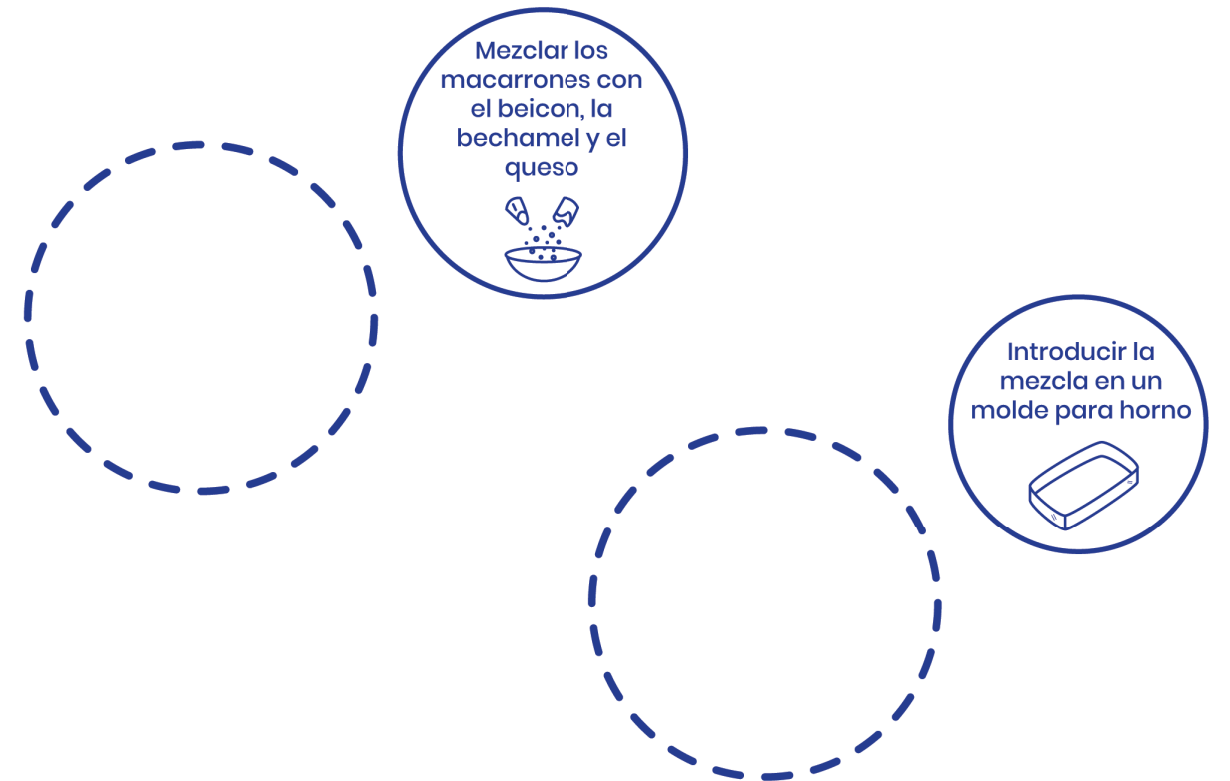 Mezclar los
macarrones con
el beicon, la
bechamel y el
queso
Introducir la
mezcla en un
molde para horno